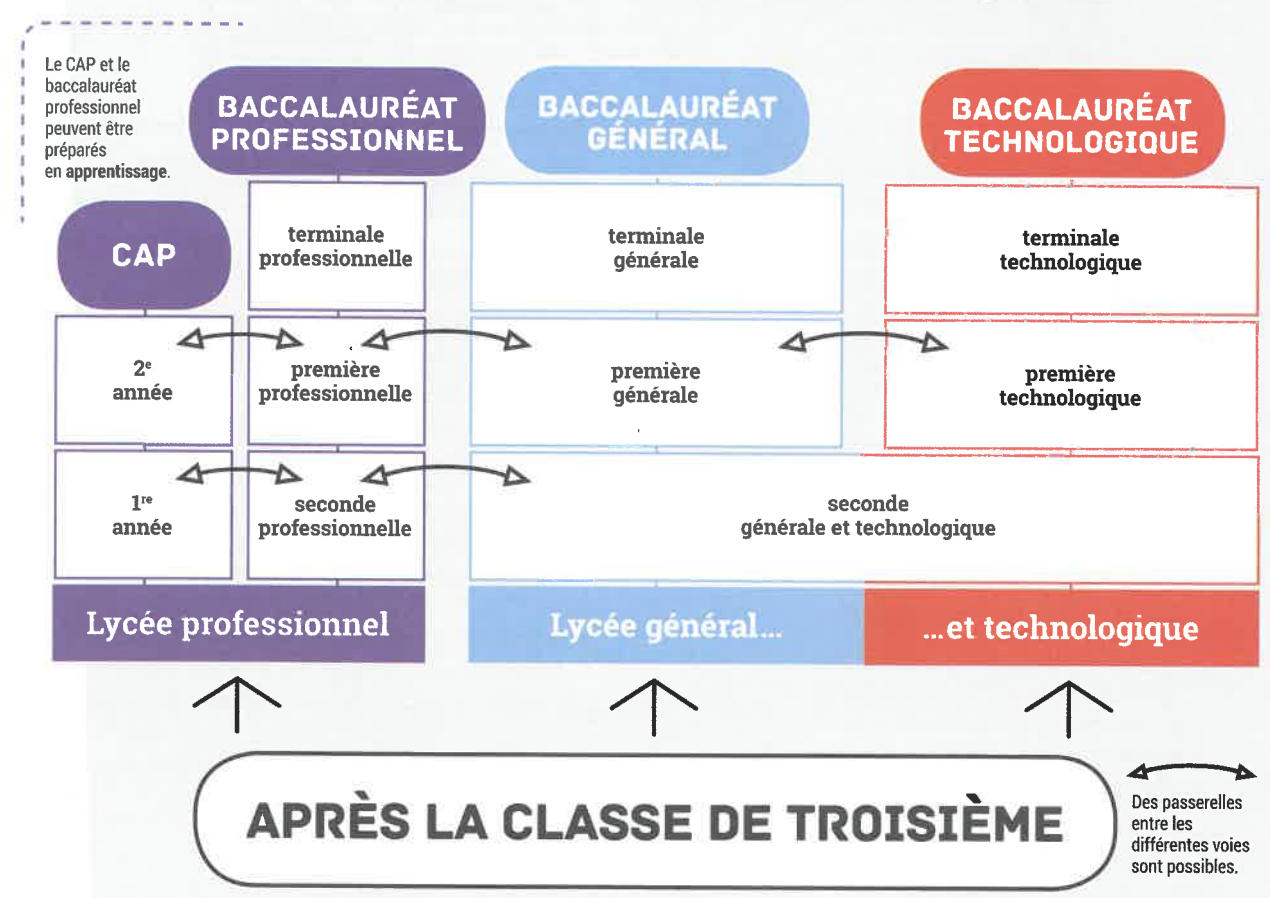 Le CAP et le
baccalauréat
professionnel
peuvent être
préparés
en apprentissage.
BACCALAURÉAT
PROFESSIONNEL
BACCALAURÉAT
GÉNÉRAL
BACCALAURÉAT
TECHNOLOGIQUE
CAP
terminale
professionnelle
terminale
générale
terminale
technologique
2e
année
première
professionnelle
première
générale
première
technologique
1re
année
seconde
professionnelle
seconde
générale et technologique
Lycée professionnel
Lycée général...
...et technologique
APRÈS LA CLASSE DE TROISIÈME
Des passerelles
entre les
différentes voies
sont possibles.